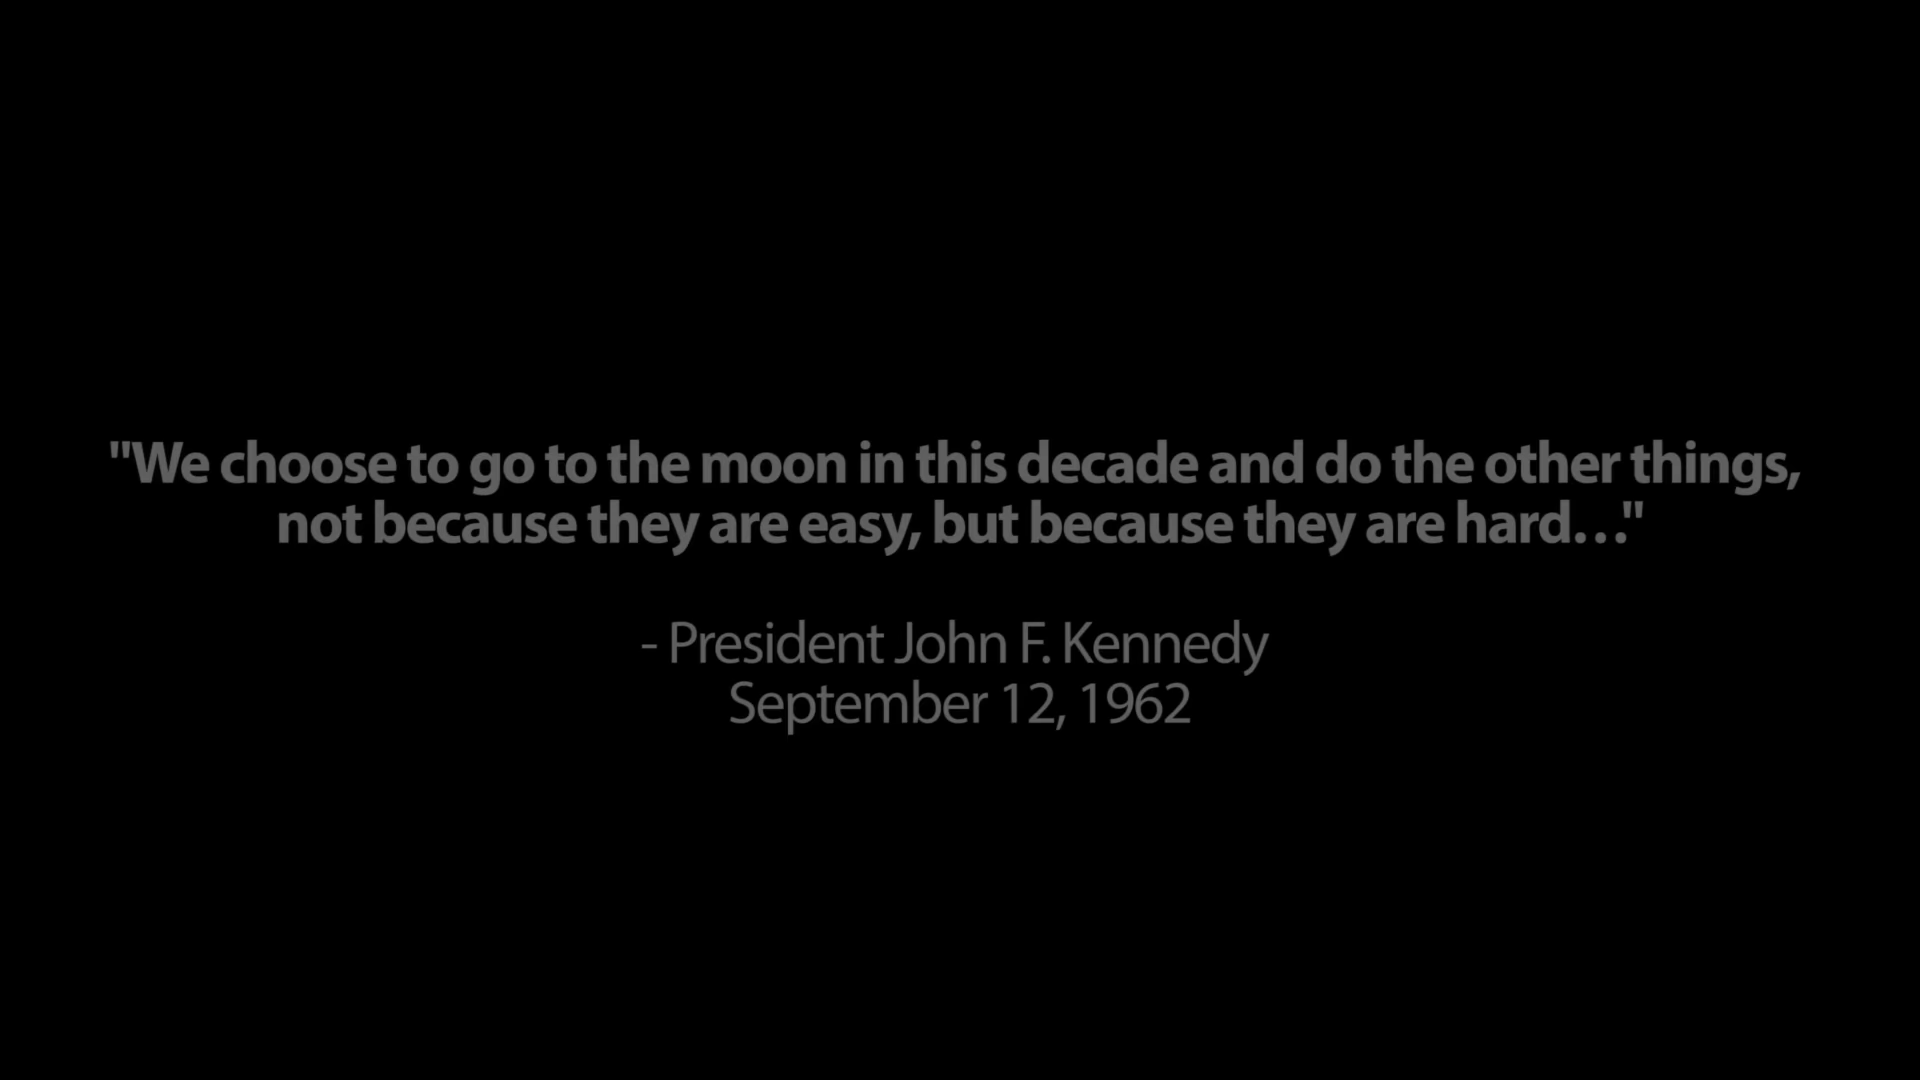 "We choose to go to the moon in this decade and do the other things,
not because they are easy, but because they are hard…"
- President John F. Kennedy
September 12, 1962